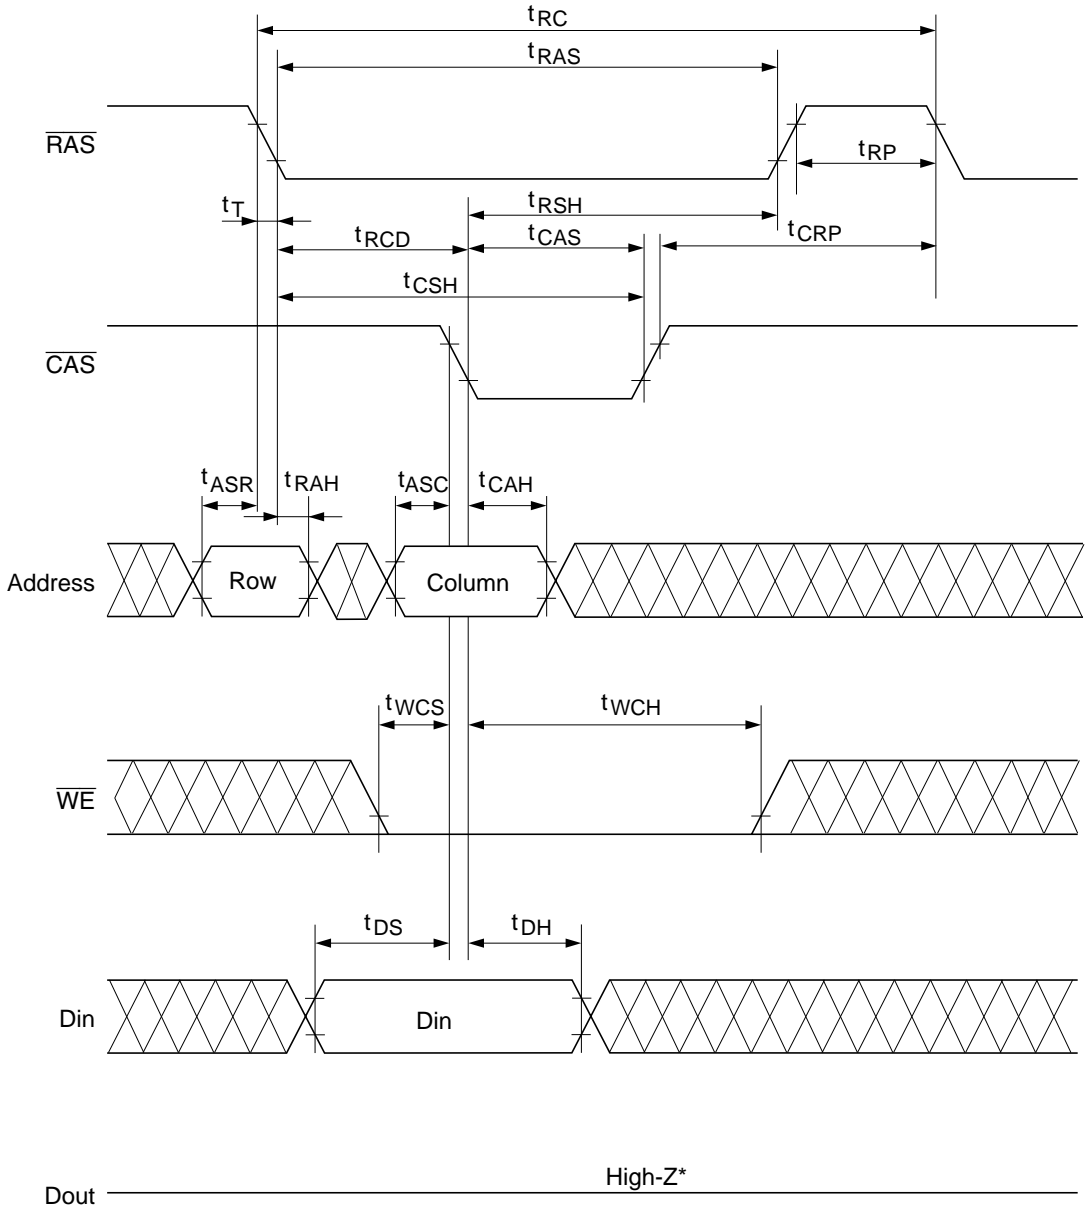 tRC
tRAS
RAS
tRP
tT
tRSH
tRCD
tCAS
tCRP
tCSH
CAS
tASR
tRAH
tASC
tCAH
Address
Row
Column
tWCS
tWCH
WE
tDS
tDH
Din
Din
High-Z*
Dout